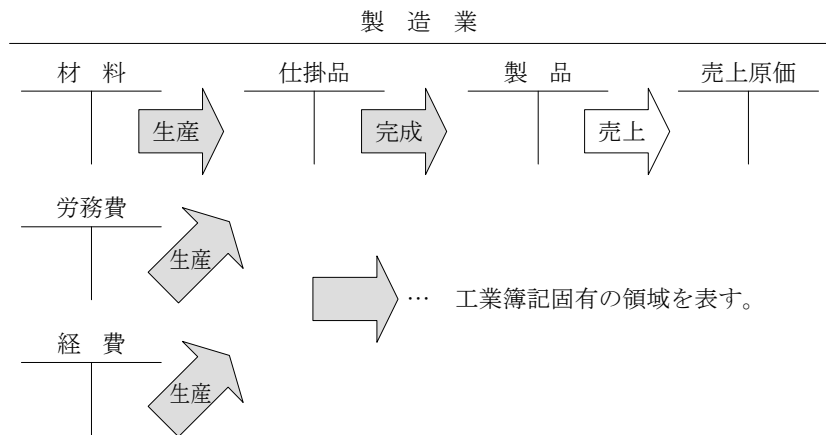 製 造 業
材 料 仕掛品 製 品 売上原価
生産 完成 売上
労務費
生産
… 工業簿記固有の領域を表す。
経 費
生産